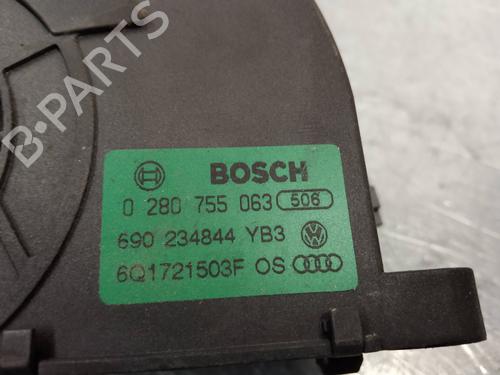 BOSCH
0 280 755 063 506
690 234844 YB3
6Q1721503F OS
B-PARTS